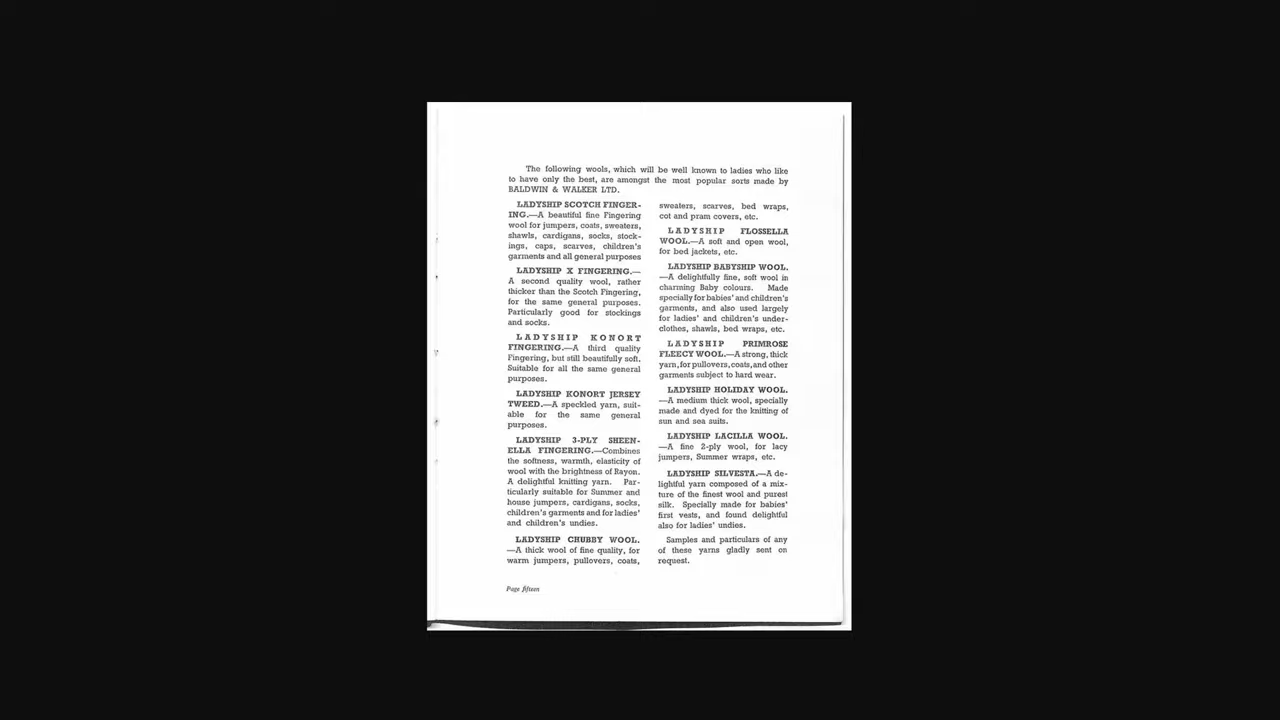 The following wools, which will be well known to ladies who like
to have only the best, are amongst the most popular sorts made by
BALDWIN & WALKER LTD.
LADYSHIP SCOTCH FINGER-
ING.—A beautiful fine Fingering
wool for jumpers, coats, sweaters,
shawls, cardigans, socks, stock-
ings, caps, scarves, children's
garments and all general purposes
LADYSHIP X FINGERING.—
A second quality wool, rather
thicker than the Scotch Fingering,
for the same general purposes.
Particularly good for stockings
and socks.
LADYSHIP KONORT
FINGERING.—A third quality
Fingering, but still beautifully soft.
Suitable for all the same general
purposes.
LADYSHIP KONORT JERSEY
TWEED.—A speckled yarn, suit-
able for the same general
purposes.
LADYSHIP 3-PLY SHEEN-
ELLA FINGERING.—Combines
the softness, warmth, elasticity of
wool with the brightness of Rayon.
A delightful knitting yarn. Par-
ticularly suitable for Summer and
house jumpers, cardigans, socks,
children's garments and for ladies'
and children's undies.
LADYSHIP CHUBBY WOOL.
—A thick wool of fine quality, for
warm jumpers, pullovers, coats,
sweaters, scarves, bed wraps,
cot and pram covers, etc.
LADYSHIP FLOSSELLA
WOOL.—A soft and open wool,
for bed jackets, etc.
LADYSHIP BABYSHIP WOOL.
—A delightfully fine, soft wool in
charming Baby colours. Made
specially for babies' and children's
garments, and also used largely
for ladies' and children's under-
clothes, shawls, bed wraps, etc.
LADYSHIP PRIMROSE
FLEECY WOOL.—A strong, thick
yarn, for pullovers, coats, and other
garments subject to hard wear.
LADYSHIP HOLIDAY WOOL.
—A medium thick wool, specially
made and dyed for the knitting of
sun and sea suits.
LADYSHIP LACILLA WOOL.
—A fine 2-ply wool, for lacy
jumpers, Summer wraps, etc.
LADYSHIP SILVESTA.—A de-
lightful yarn composed of a mix-
ture of the finest wool and purest
silk. Specially made for babies'
first vests, and found delightful
also for ladies' undies.
Samples and particulars of any
of these yarns gladly sent on
request.
Page fifteen